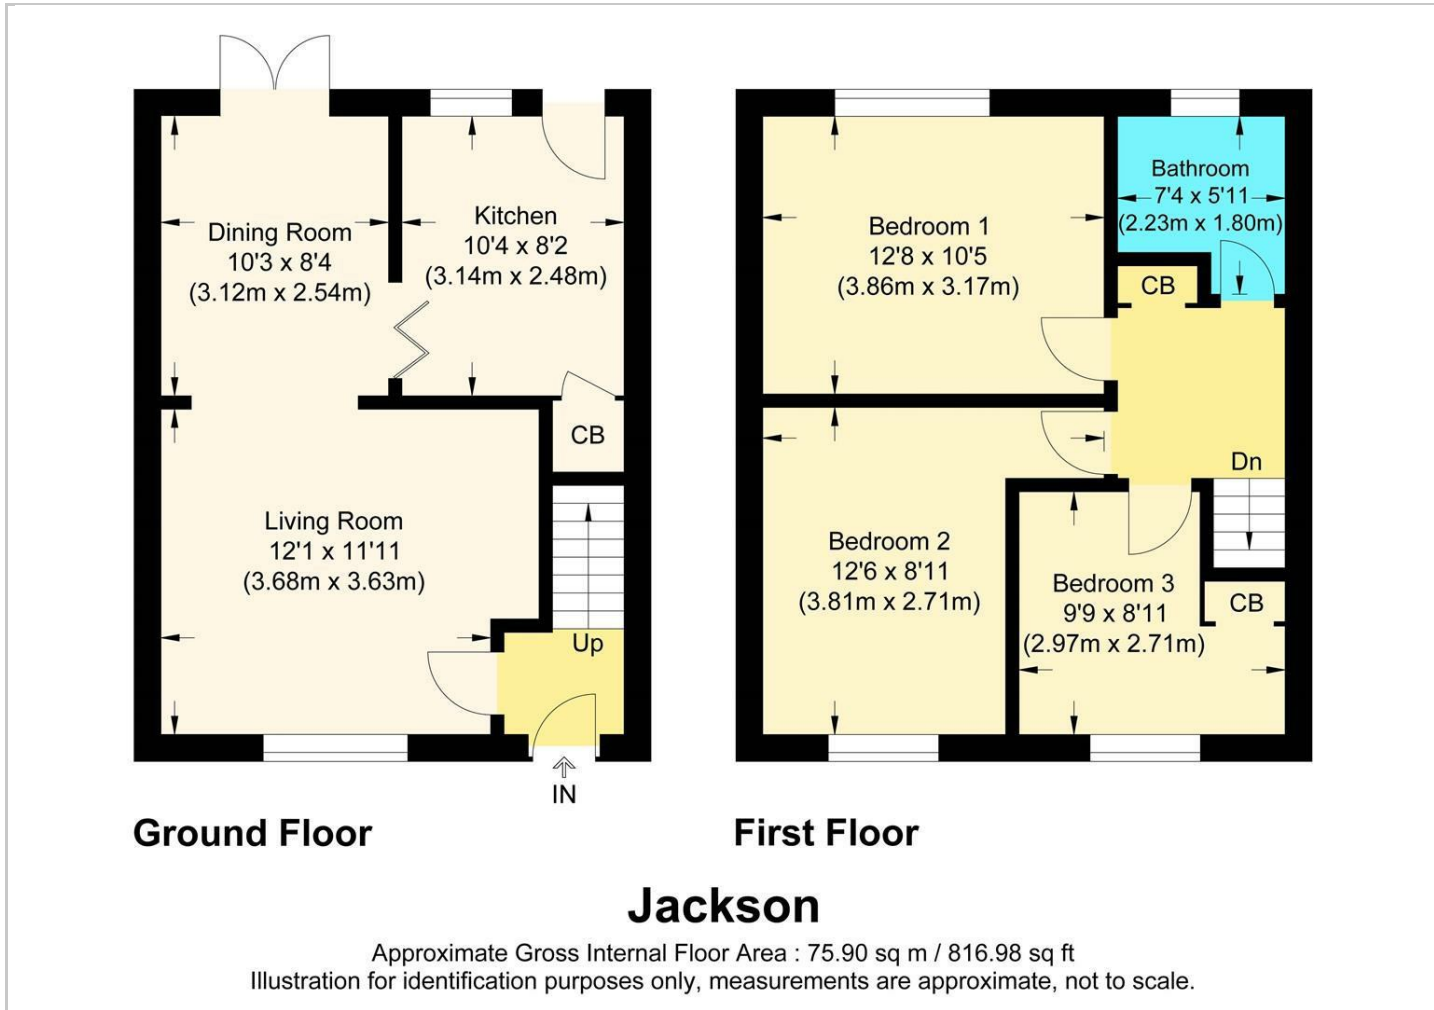 Dining Room
10'3 x 8'4
(3.12m x 2.54m)
Kitchen
10'4 x 8'2
(3.14m x 2.48m)
CB
Living Room
12'1 x 11'11
(3.68m x 3.63m)
Up
IN
Ground Floor
Bedroom 1
12'8 x 10'5
(3.86m x 3.17m)
Bathroom
7'4 x 5'11
(2.23m x 1.80m)
CB
Dn
Bedroom 2
12'6 x 8'11
(3.81m x 2.71m)
Bedroom 3
9'9 x 8'11
(2.97m x 2.71m)
CB
First Floor
Jackson
Approximate Gross Internal Floor Area : 75.90 sq m / 816.98 sq ft
Illustration for identification purposes only, measurements are approximate, not to scale.